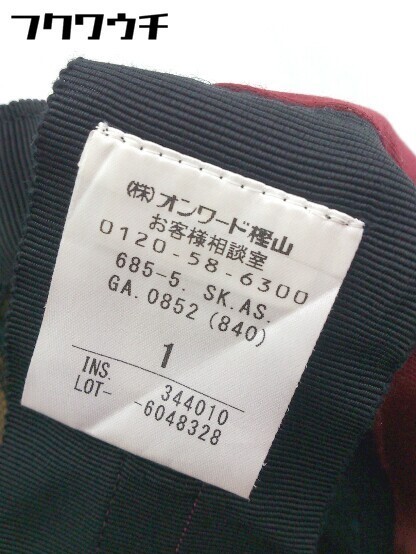 フクワウチ
(株)オンワード樫山
お客様相談室
0120-58-6300
685-5. SK.AS.
GA.0852 (840)
1
INS. 344010
LOT- -6048328